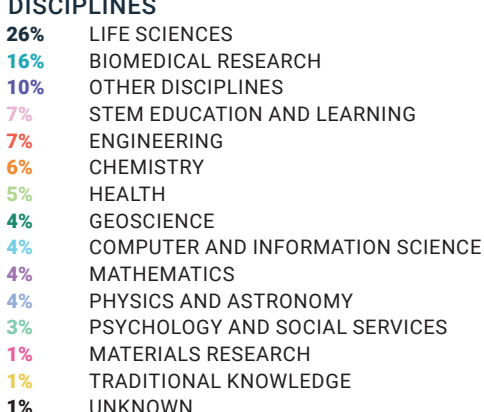 DISCIPLINES
26% LIFE SCIENCES
16% BIOMEDICAL RESEARCH
10% OTHER DISCIPLINES
7% STEM EDUCATION AND LEARNING
7% ENGINEERING
6% CHEMISTRY
5% HEALTH
4% GEOSCIENCE
4% COMPUTER AND INFORMATION SCIENCE
4% MATHEMATICS
4% PHYSICS AND ASTRONOMY
3% PSYCHOLOGY AND SOCIAL SERVICES
1% MATERIALS RESEARCH
1% TRADITIONAL KNOWLEDGE
1% UNKNOWN